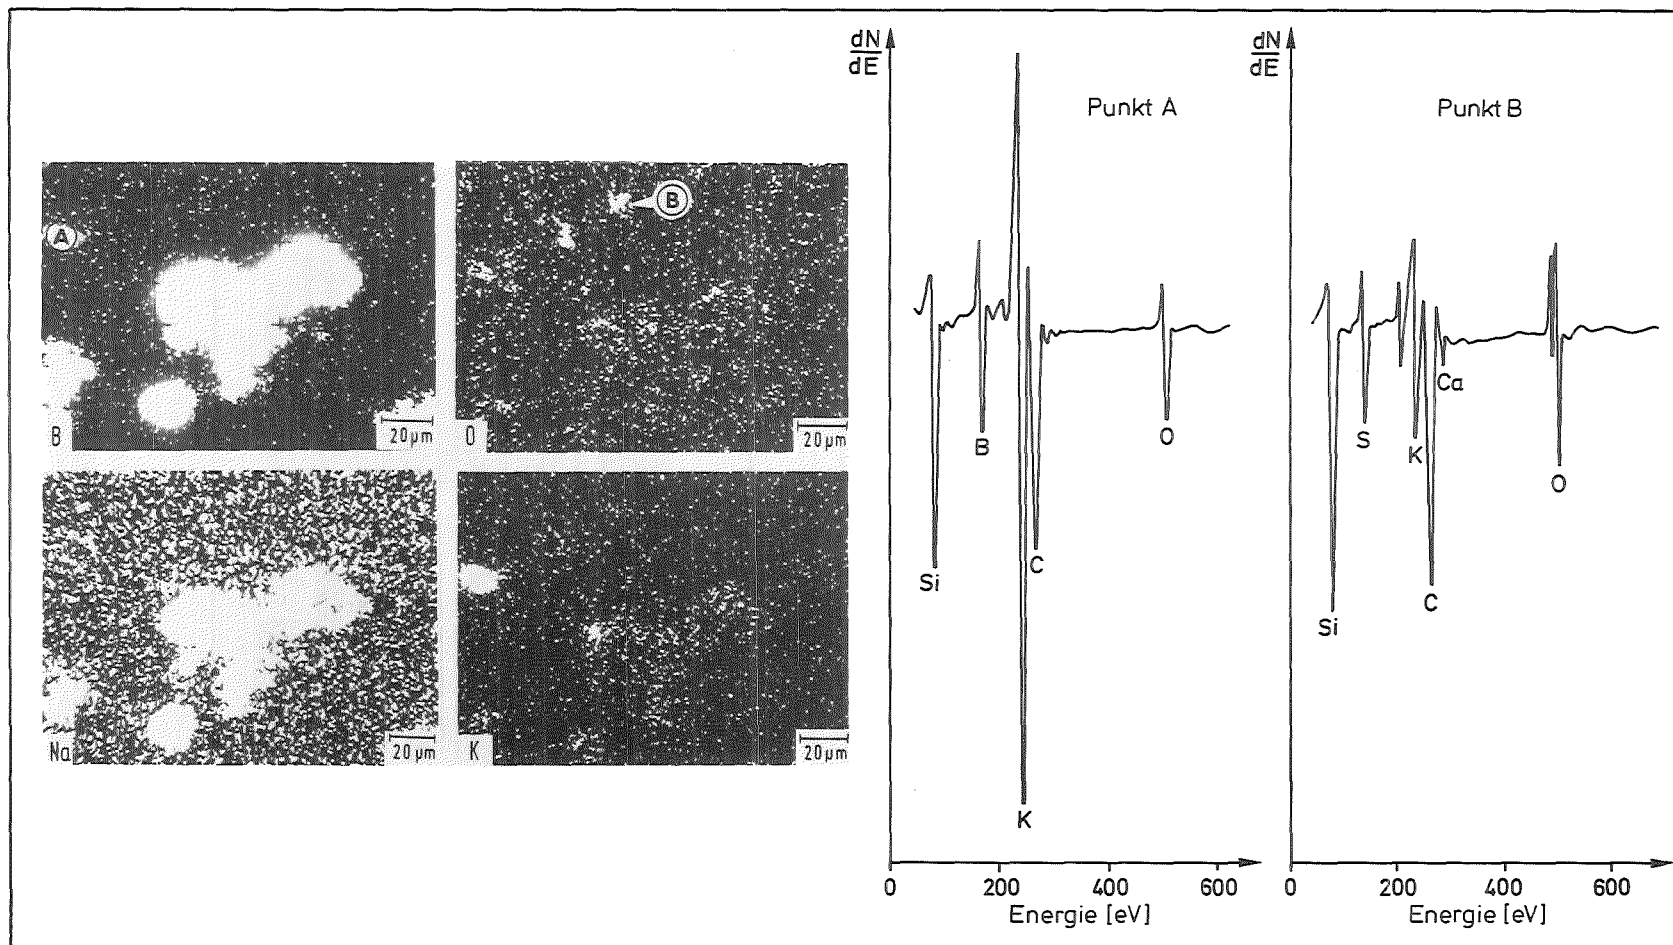 A
B
20 µm
B
O
20 µm
Na
20 µm
K
20 µm
dN
dE
Punkt A
Si
B
K
C
O
0
200
400
600
Energie [eV]
dN
dE
Punkt B
Si
S
K
C
Ca
O
0
200
400
600
Energie [eV]